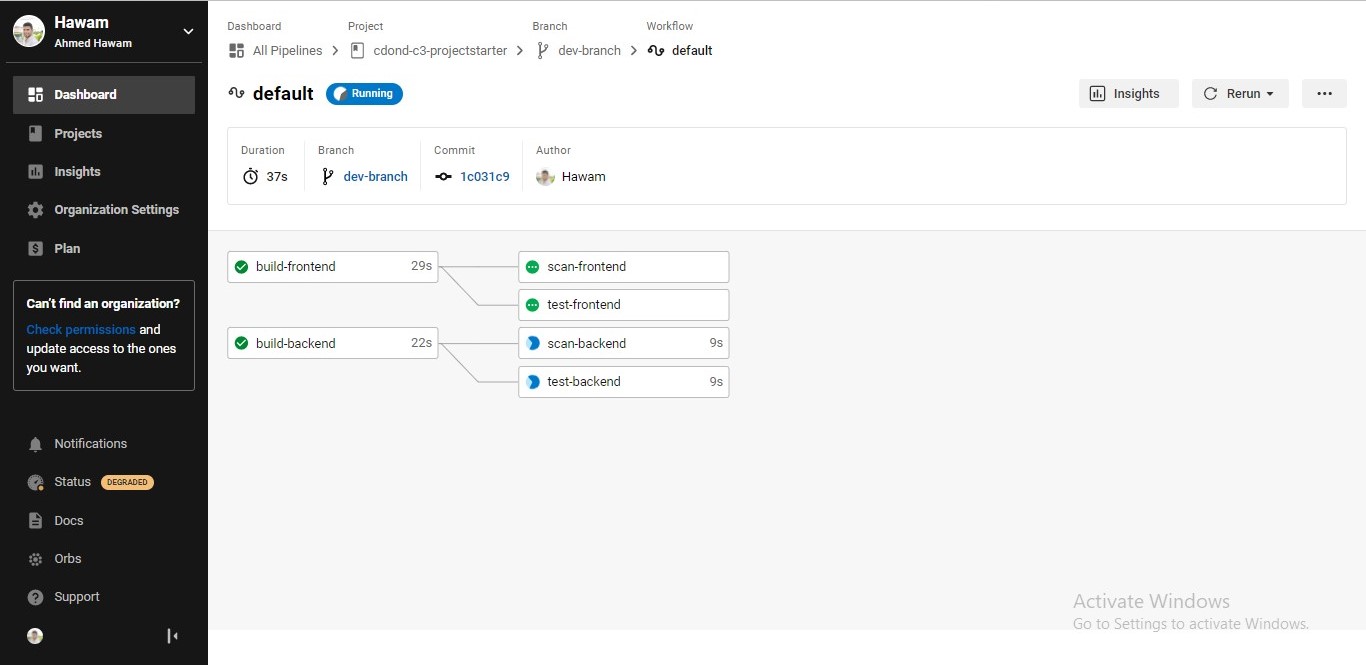 Hawam
Ahmed Hawam
Dashboard
Projects
Insights
Organization Settings
Plan
Can't find an organization?
Check permissions and
update access to the ones
you want.
Notifications
Status DEGRADED
Docs
Orbs
Support
Dashboard Project Branch Workflow
All Pipelines cdond-c3-projectstarter dev-branch default
default Running
Insights Rerun
Duration Branch Commit Author
37s dev-branch 1c031c9 Hawam
build-frontend 29s scan-frontend
test-frontend
build-backend 22s scan-backend 9s
test-backend 9s
Activate Windows
Go to Settings to activate Windows.